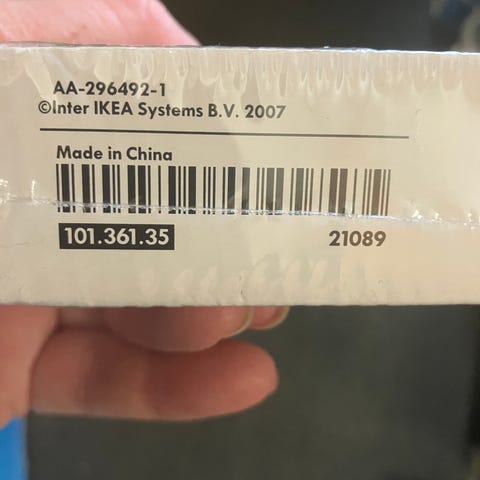 AA-296492-1
©Inter IKEA Systems B.V. 2007
Made in China
101.361.35 21089